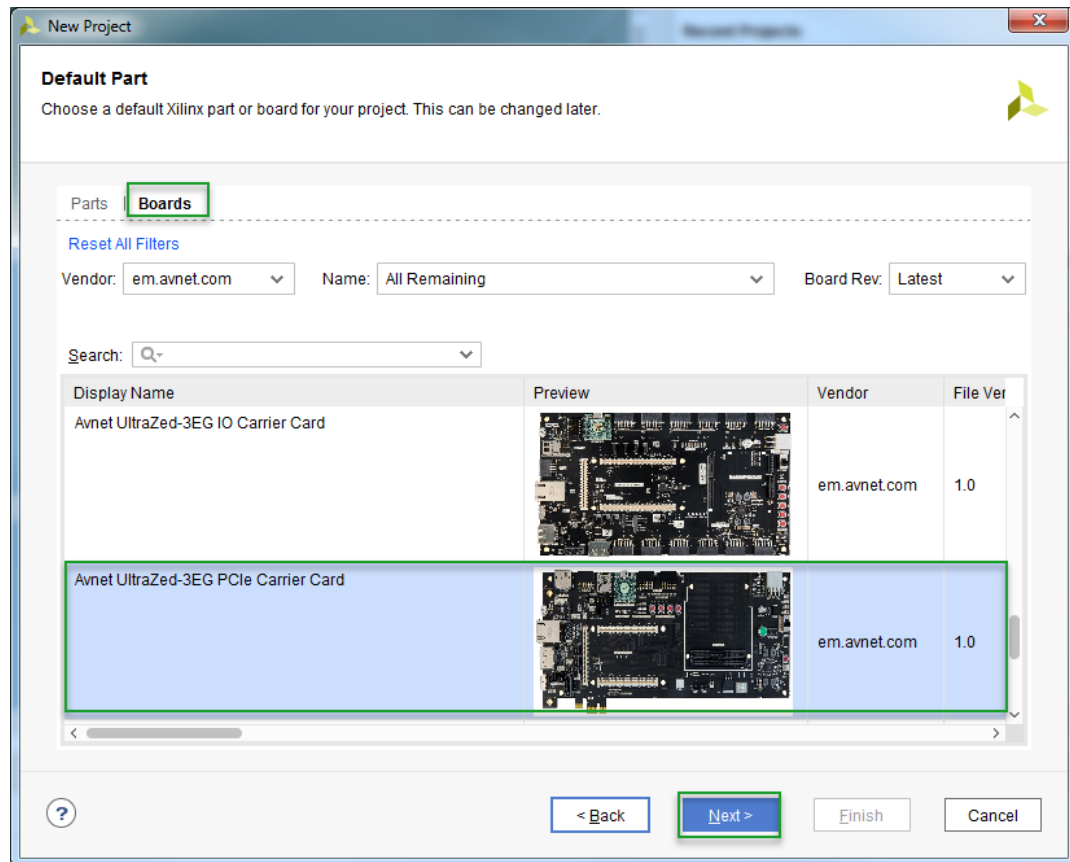 New Project
Default Part
Choose a default Xilinx part or board for your project. This can be changed later.
Parts | Boards
Reset All Filters
Vendor: em.avnet.com Name: All Remaining Board Rev: Latest
Search:
Display Name Preview Vendor File Ver
Avnet UltraZed-3EG IO Carrier Card
em.avnet.com 1.0
Avnet UltraZed-3EG PCIe Carrier Card
em.avnet.com 1.0
? < Back Next > Finish Cancel